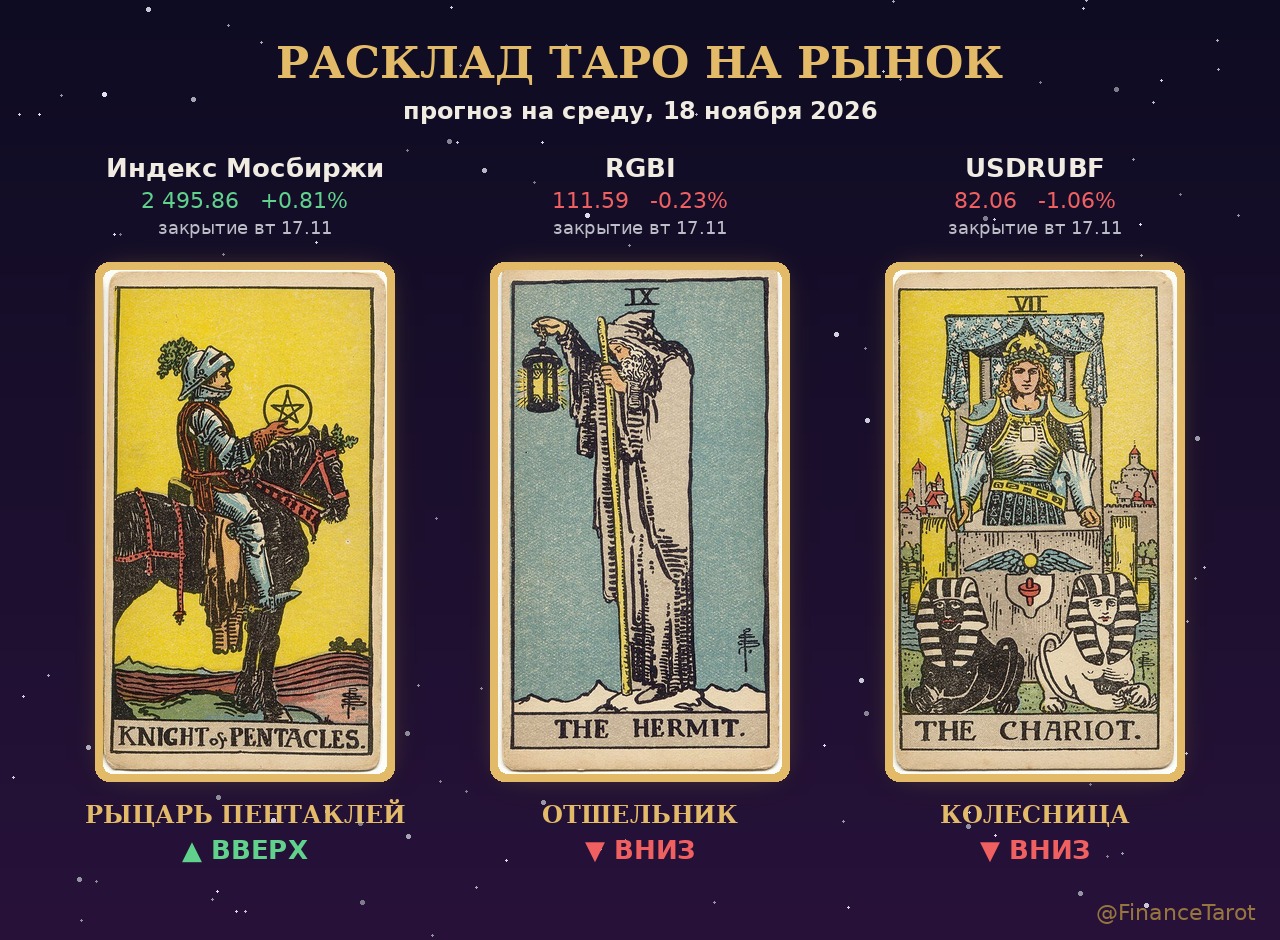 РАСКЛАД ТАРО НА РЫНОК
прогноз на среду, 18 ноября 2026
Индекс Мосбиржи
2 495.86 +0.81%
закрытие вт 17.11
RGBI
111.59 -0.23%
закрытие вт 17.11
USDRUBF
82.06 -1.06%
закрытие вт 17.11
KNIGHT of PENTACLES.
IX
THE HERMIT.
VII
THE CHARIOT.
РЫЦАРЬ ПЕНТАКЛЕЙ
▲ ВВЕРХ
ОТШЕЛЬНИК
▼ ВНИЗ
КОЛЕСНИЦА
▼ ВНИЗ
@FinanceTarot